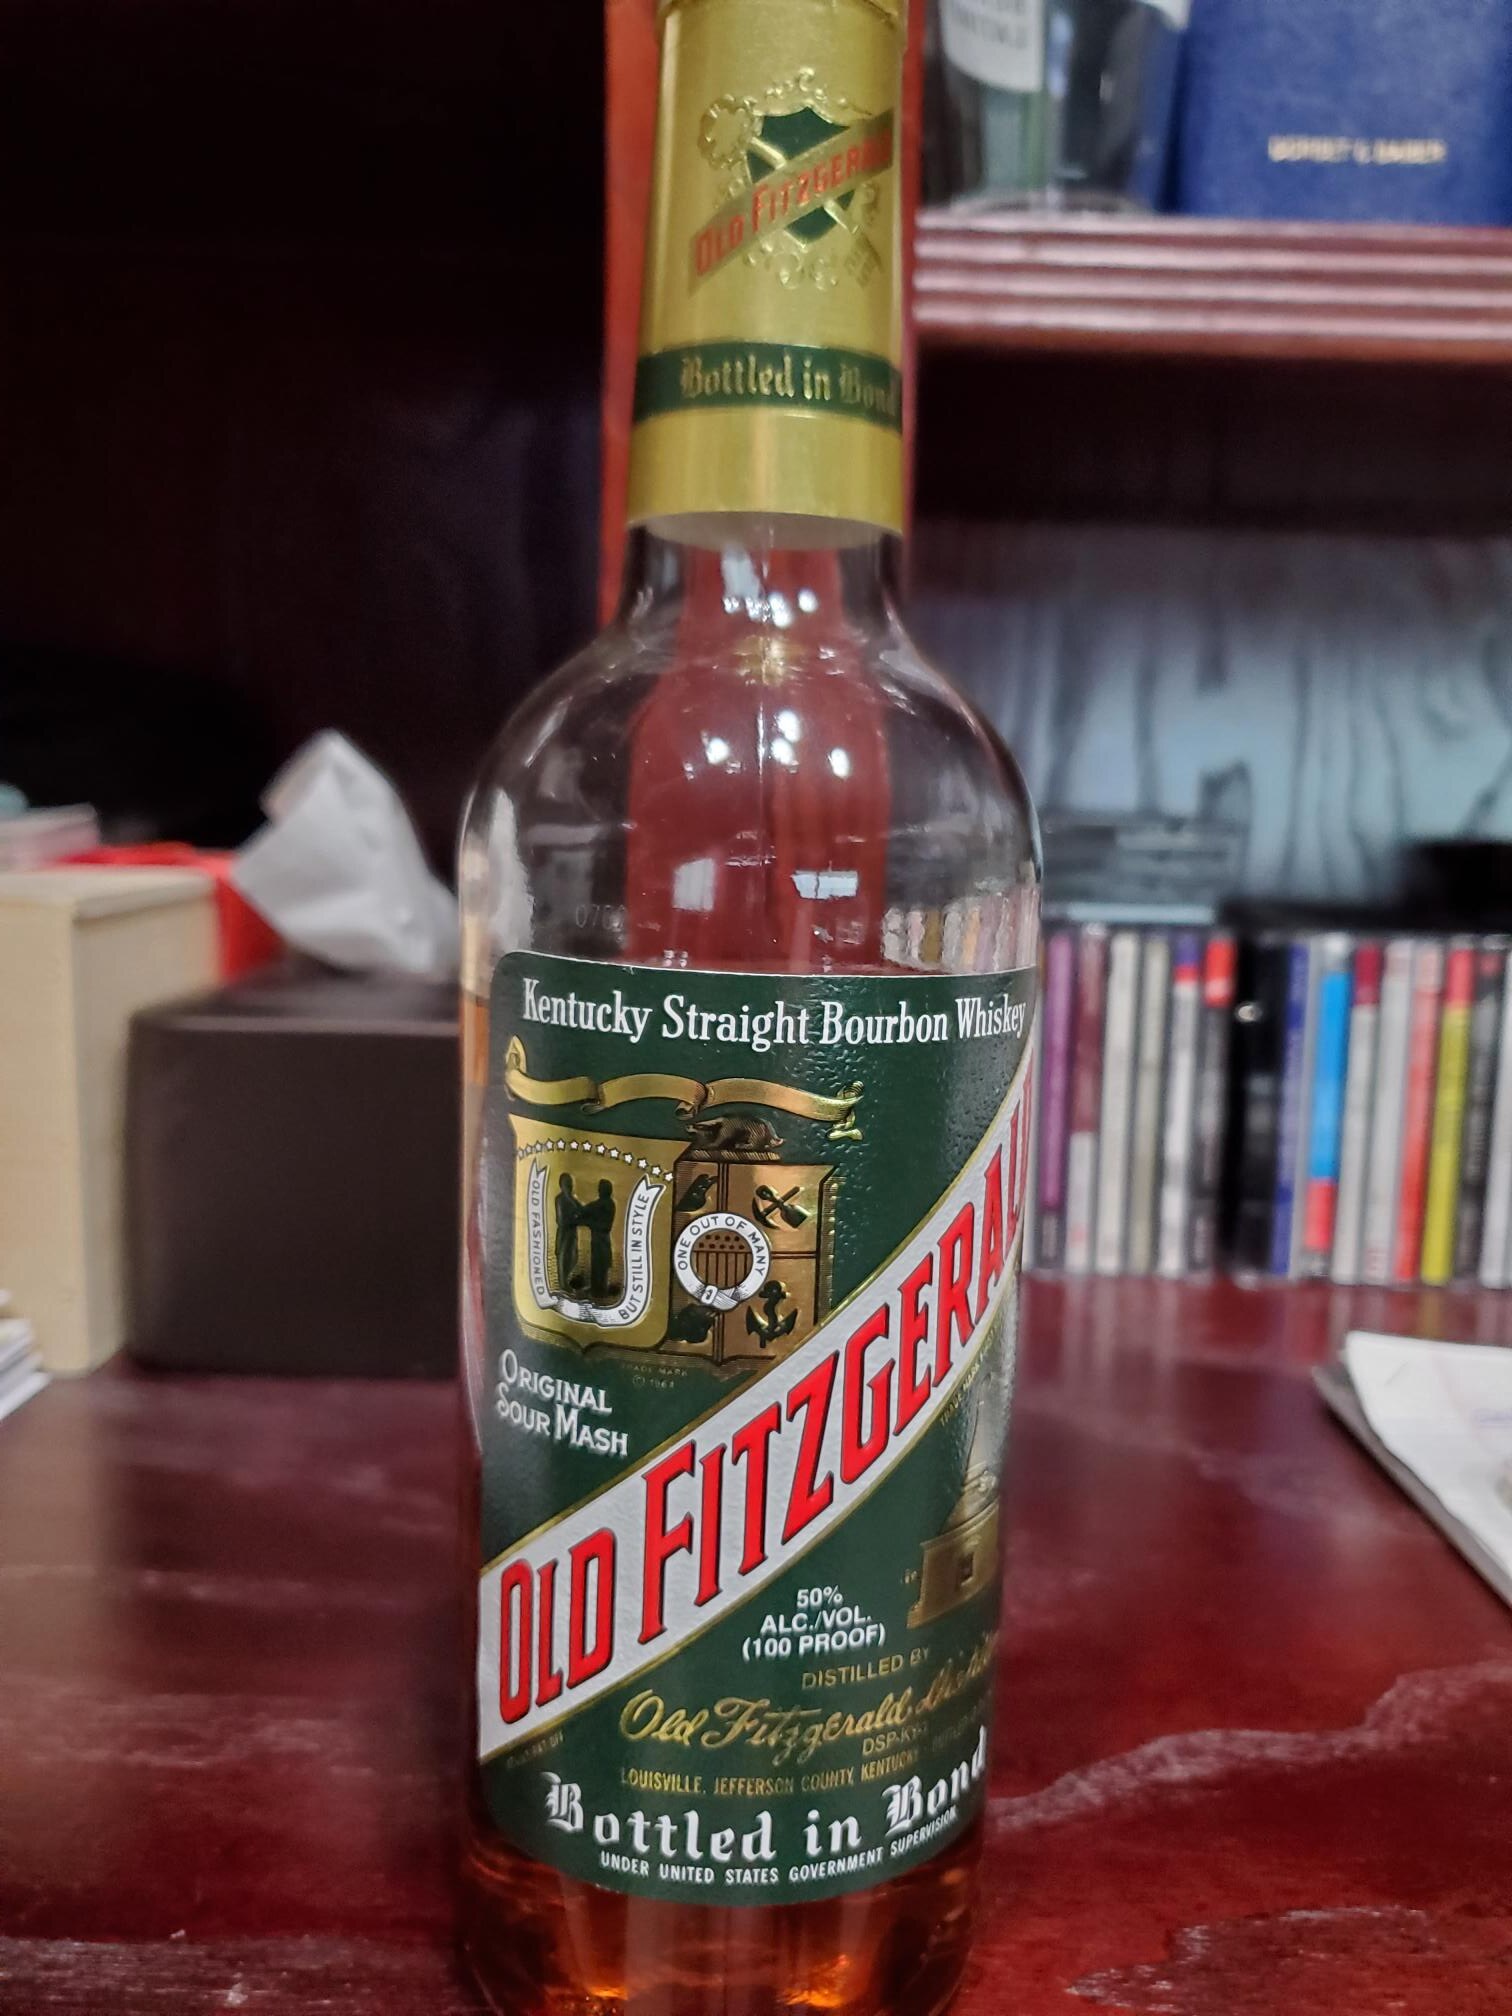 OLD FITZGERALD
Bottled in Bond
Kentucky Straight Bourbon Whiskey
OLD FASHIONED
BUT STILL IN STYLE
ONE OUT OF MANY
TRADE MARK
ORIGINAL
SOUR MASH
OLD FITZGERALD
50%
ALC./VOL.
(100 PROOF)
DISTILLED BY
Old Fitzgerald
DSP-KY-
LOUISVILLE, JEFFERSON COUNTY, KENTUCKY
Bottled in Bond
UNDER UNITED STATES GOVERNMENT SUPERVISION